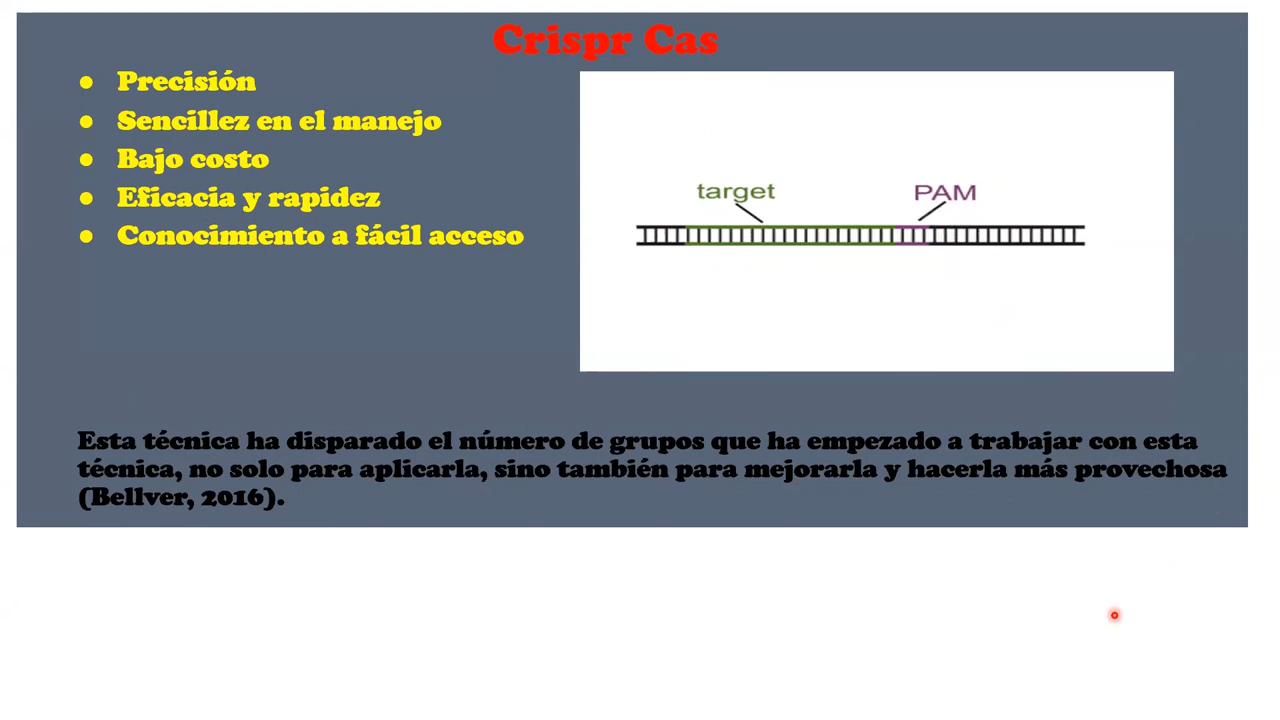 Crispr Cas
● Precisión
● Sencillez en el manejo
● Bajo costo
● Eficacia y rapidez
● Conocimiento a fácil acceso
target
PAM
Esta técnica ha disparado el número de grupos que ha empezado a trabajar con esta
técnica, no solo para aplicarla, sino también para mejorarla y hacerla más provechosa
(Bellver, 2016).